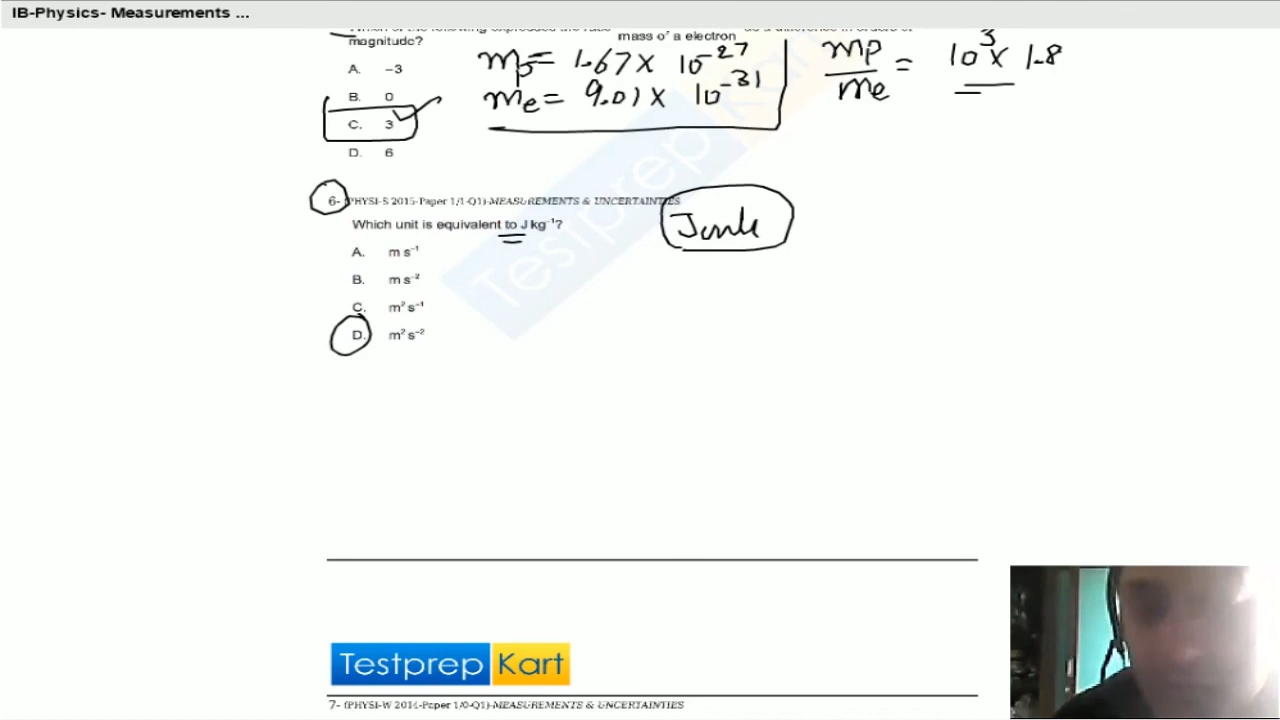 IB-Physics- Measurements ...
mass of a electron
magnitude?
A. –3
B. 0
C. 3
D. 6
mp = 1.67 x 10^-27
me = 9.01 x 10^-31
mp/me = 10^3 x 1.8
6- (PHYSI-S 2015-Paper 1/1-Q1)-MEASUREMENTS & UNCERTAINTIES
Which unit is equivalent to J kg⁻¹?
Joule
A. m s⁻¹
B. m s⁻²
C. m² s⁻¹
D. m² s⁻²
Testprep Kart
Testprep Kart
7- (PHYSI-W 2014-Paper 1/0-Q1)-MEASUREMENTS & UNCERTAINTIES